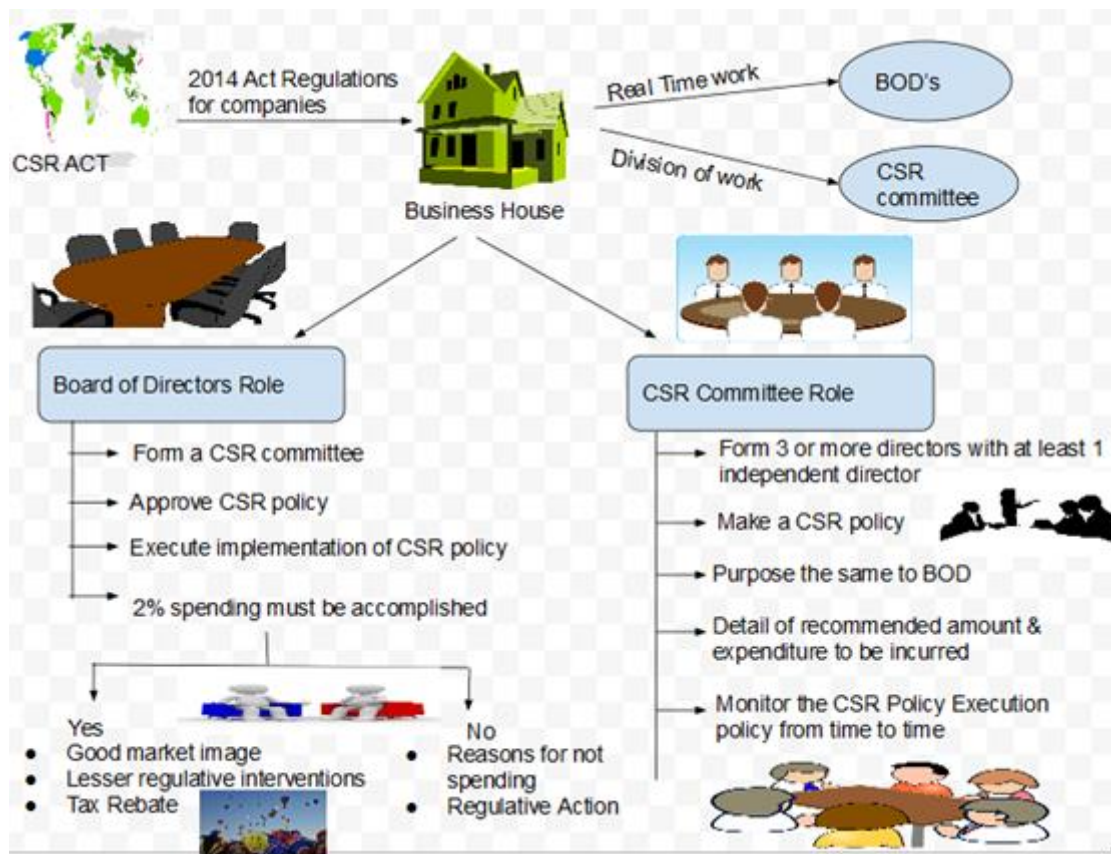 2014 Act Regulations
for companies
CSR ACT
Business House
Real Time work
BOD's
Division of work
CSR
committee
Board of Directors Role
Form a CSR committee
Approve CSR policy
Execute implementation of CSR policy
2% spending must be accomplished
Yes
● Good market image
● Lesser regulative interventions
● Tax Rebate
No
● Reasons for not
spending
● Regulative Action
CSR Committee Role
Form 3 or more directors with at least 1
independent director
Make a CSR policy
Purpose the same to BOD
Detail of recommended amount &
expenditure to be incurred
Monitor the CSR Policy Execution
policy from time to time